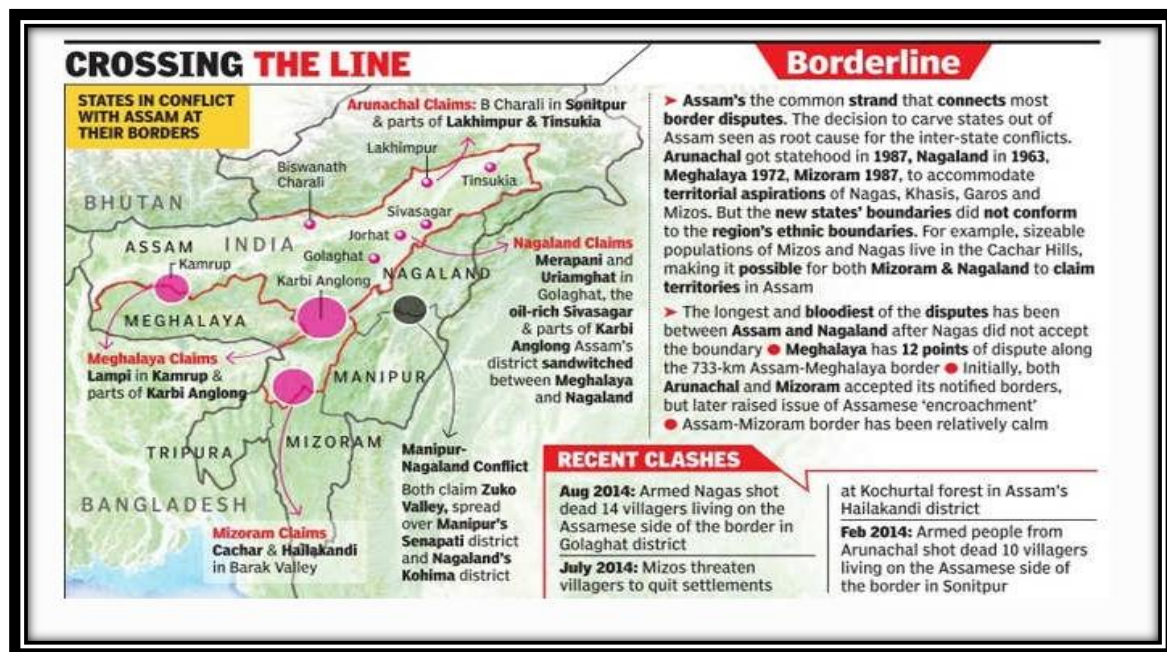 CROSSING THE LINE
STATES IN CONFLICT
WITH ASSAM AT
THEIR BORDERS
Arunachal Claims: B Charali in Sonitpur
& parts of Lakhimpur & Tinsukia
Lakhimpur
Biswanath
Charali
Tinsukia
BHUTAN
Sivasagar
Jorhat
ASSAM
INDIA
Golaghat
Kamrup
Karbi Anglong
NAGALAND
Nagaland Claims
Merapani and
Uriamghat in
Golaghat, the
oil-rich Sivasagar
& parts of Karbi
Anglong Assam's
district sandwitched
between Meghalaya
and Nagaland
MEGHALAYA
Meghalaya Claims
Lampi in Kamrup &
parts of Karbi Anglong
MANIPUR
TRIPURA
MIZORAM
BANGLADESH
Mizoram Claims
Cachar & Hailakandi
in Barak Valley
Manipur-
Nagaland Conflict
Both claim Zuko
Valley, spread
over Manipur's
Senapati district
and Nagaland's
Kohima district
Borderline
➤ Assam's the common strand that connects most
border disputes. The decision to carve states out of
Assam seen as root cause for the inter-state conflicts.
Arunachal got statehood in 1987, Nagaland in 1963,
Meghalaya 1972, Mizoram 1987, to accommodate
territorial aspirations of Nagas, Khasis, Garos and
Mizos. But the new states' boundaries did not conform
to the region's ethnic boundaries. For example, sizeable
populations of Mizos and Nagas live in the Cachar Hills,
making it possible for both Mizoram & Nagaland to claim
territories in Assam
➤ The longest and bloodiest of the disputes has been
between Assam and Nagaland after Nagas did not accept
the boundary ● Meghalaya has 12 points of dispute along
the 733-km Assam-Meghalaya border ● Initially, both
Arunachal and Mizoram accepted its notified borders,
but later raised issue of Assamese 'encroachment'
● Assam-Mizoram border has been relatively calm
RECENT CLASHES
Aug 2014: Armed Nagas shot
dead 14 villagers living on the
Assamese side of the border in
Golaghat district
July 2014: Mizos threaten
villagers to quit settlements
at Kochurtal forest in Assam's
Hailakandi district
Feb 2014: Armed people from
Arunachal shot dead 10 villagers
living on the Assamese side of
the border in Sonitpur